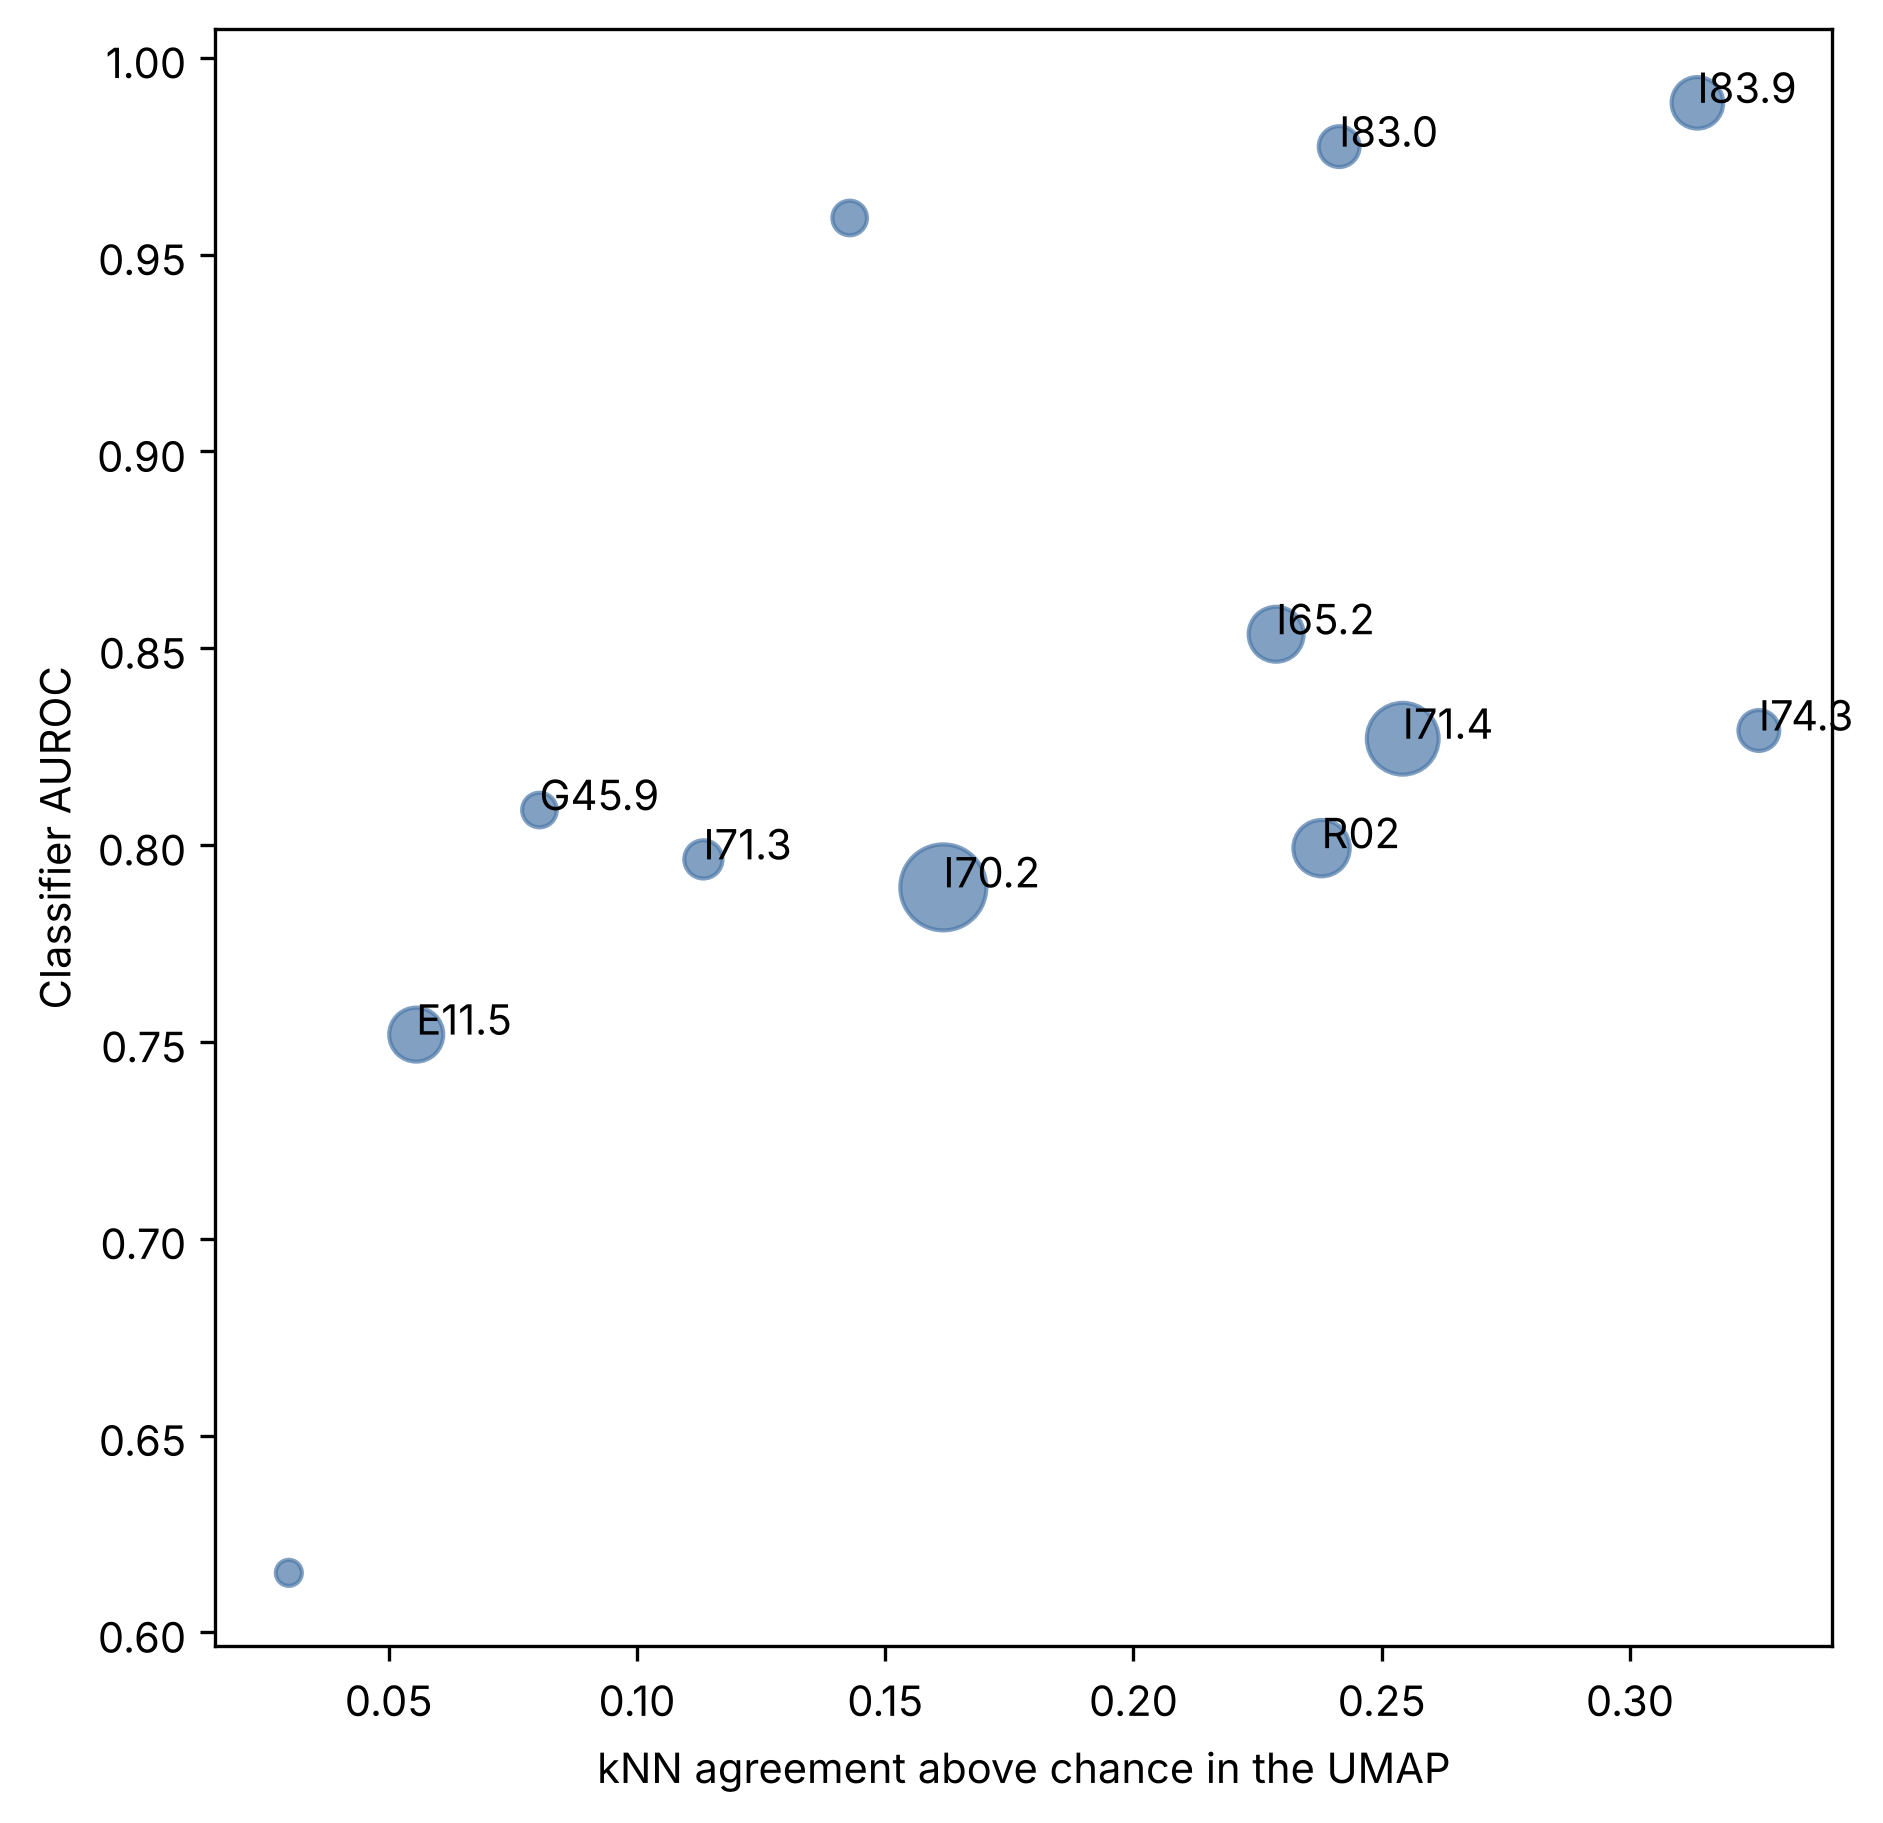 1.00
0.95
0.90
0.85
0.80
0.75
0.70
0.65
0.60
Classifier AUROC
I83.9
I83.0
I65.2
I71.4
I74.3
G45.9
I71.3
R02
I70.2
E11.5
0.05 0.10 0.15 0.20 0.25 0.30
kNN agreement above chance in the UMAP